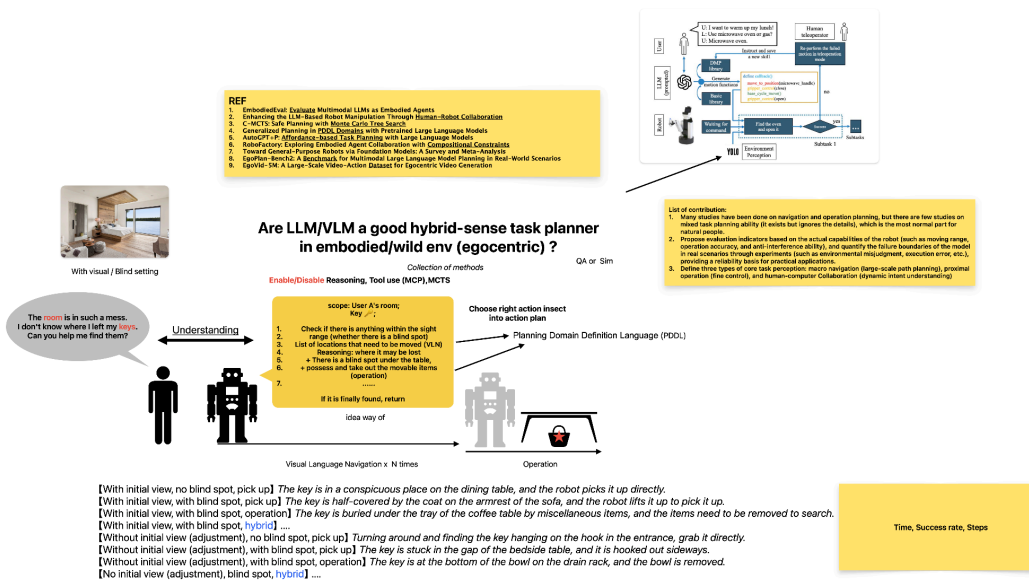 U: I want to warm up my lunch!
L: Use microwave oven or gas?
U: Microwave oven.
Human
teleoperator
User
Instruct and save
a new skill
Re-perform the failed
motion in teleoperation
mode
DMP
library
LLM
(prompted)
Generate
motion functional
Basic
library
close)
(open)
no
Robot
Waiting for
command
Find the oven
and open it
Success
yes
...
Subtasks
Subtask 1
YOLO
Environment
Perception
REF
1. EmbodiedEval: Evaluate Multimodal LLMs as Embodied Agents
2. Enhancing the LLM-Based Robot Manipulation Through Human-Robot Collaboration
3. C-MCTS: Safe Planning with Monte Carlo Tree Search
4. Generalized Planning in PDDL Domains with Pretrained Large Language Models
5. AutoGPT+P: Affordance-based Task Planning with Large Language Models
6. RoboFactory: Exploring Embodied Agent Collaboration with Compositional Constraints
7. Toward General-Purpose Robots via Foundation Models: A Survey and Meta-Analysis
8. EgoPlan-Bench2: A Benchmark for Multimodal Large Language Model Planning in Real-World Scenarios
9. EgoVid-5M: A Large-Scale Video-Action Dataset for Egocentric Video Generation
List of contribution:
1. Many studies have been done on navigation and operation planning, but there are few studies on
mixed task planning ability (it exists but ignores the details), which is the most normal part for
natural people.
2. Propose evaluation indicators based on the actual capabilities of the robot (such as moving range,
operation accuracy, and anti-interference ability), and quantify the failure boundaries of the model
in real scenarios through experiments (such as environmental misjudgment, execution error, etc.),
providing a reliability basis for practical applications.
3. Define three types of core task perception: macro navigation (large-scale path planning), proximal
operation (fine control), and human-computer Collaboration (dynamic intent understanding)
Are LLM/VLM a good hybrid-sense task planner
in embodied/wild env (egocentric) ?
With visual / Blind setting
Collection of methods
QA or Sim
Enable/Disable Reasoning, Tool use (MCP),MCTS
The room is in such a mess.
I don't know where I left my keys.
Can you help me find them?
Understanding
scope: User A's room;
Key 🔑;
1. Check if there is anything within the sight
2. range (whether there is a blind spot)
3. List of locations that need to be moved (VLN)
4. Reasoning: where it may be lost
5. + There is a blind spot under the table,
6. + possess and take out the movable items
(operation)
7. ......
If it is finally found, return
Choose right action insect
into action plan
Planning Domain Definition Language (PDDL)
idea way of
Visual Language Navigation x N times
Operation
【With initial view, no blind spot, pick up】 The key is in a conspicuous place on the dining table, and the robot picks it up directly.
【With initial view, with blind spot, pick up】 The key is half-covered by the coat on the armrest of the sofa, and the robot lifts it up to pick it up.
【With initial view, with blind spot, operation】 The key is buried under the tray of the coffee table by miscellaneous items, and the items need to be removed to search.
【With initial view, with blind spot, hybrid】 ....
【Without initial view (adjustment), no blind spot, pick up】 Turning around and finding the key hanging on the hook in the entrance, grab it directly.
【Without initial view (adjustment), with blind spot, pick up】 The key is stuck in the gap of the bedside table, and it is hooked out sideways.
【Without initial view (adjustment), with blind spot, operation】 The key is at the bottom of the bowl on the drain rack, and the bowl is removed.
【No initial view (adjustment), blind spot, hybrid】 ....
Time, Success rate, Steps